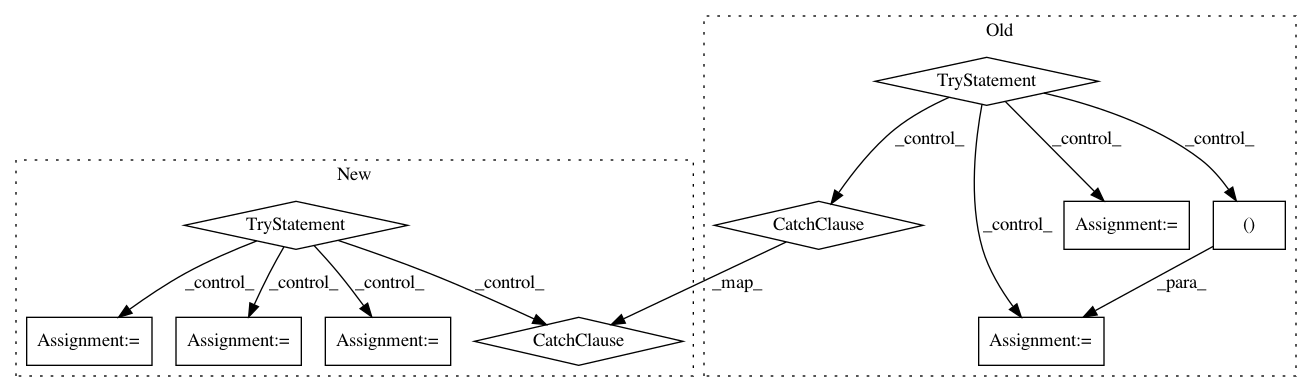 Old
TryStatement
_control_
_control_
_control_
New
TryStatement
CatchClause
_control_
Assignment:=
()
_control_
_control_
_control_
_control_
_map_
_para_
Assignment:=
Assignment:=
Assignment:=
CatchClause
Assignment:=